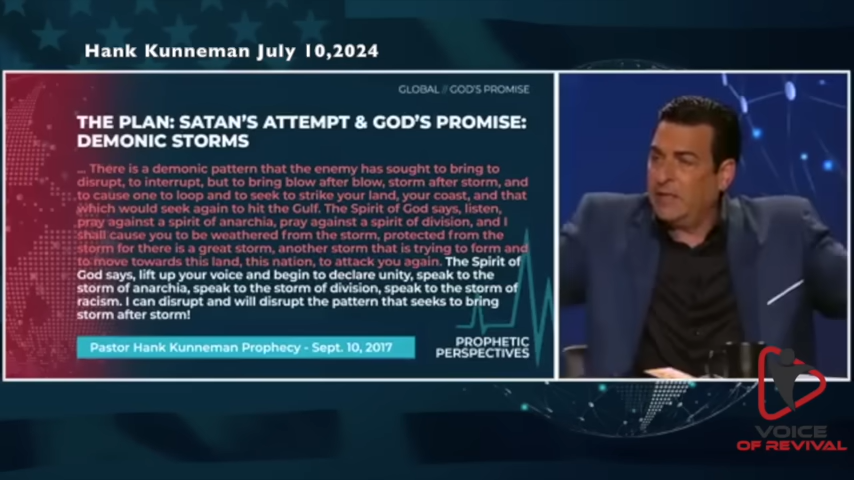 Hank Kunneman July 10,2024
GLOBAL // GOD'S PROMISE
THE PLAN: SATAN'S ATTEMPT & GOD'S PROMISE:
DEMONIC STORMS
... There is a demonic pattern that the enemy has sought to bring to
disrupt, to interrupt, but to bring blow after blow, storm after storm, and
to cause one to loop and to seek to strike your land, your coast, and that
which would seek again to hit the Gulf. The Spirit of God says, listen,
pray against a spirit of anarchia, pray against a spirit of division, and I
shall cause you to be weathered from the storm, protected from the
storm for there is a great storm, another storm that is trying to form and
to move towards this land, this nation, to attack you again. The Spirit of
God says, lift up your voice and begin to declare unity, speak to the
storm of anarchia, speak to the storm of division, speak to the storm of
racism. I can disrupt and will disrupt the pattern that seeks to bring
storm after storm!
Pastor Hank Kunneman Prophecy - Sept. 10, 2017
PROPHETIC
PERSPECTIVES
VOICE
OF REVIVAL